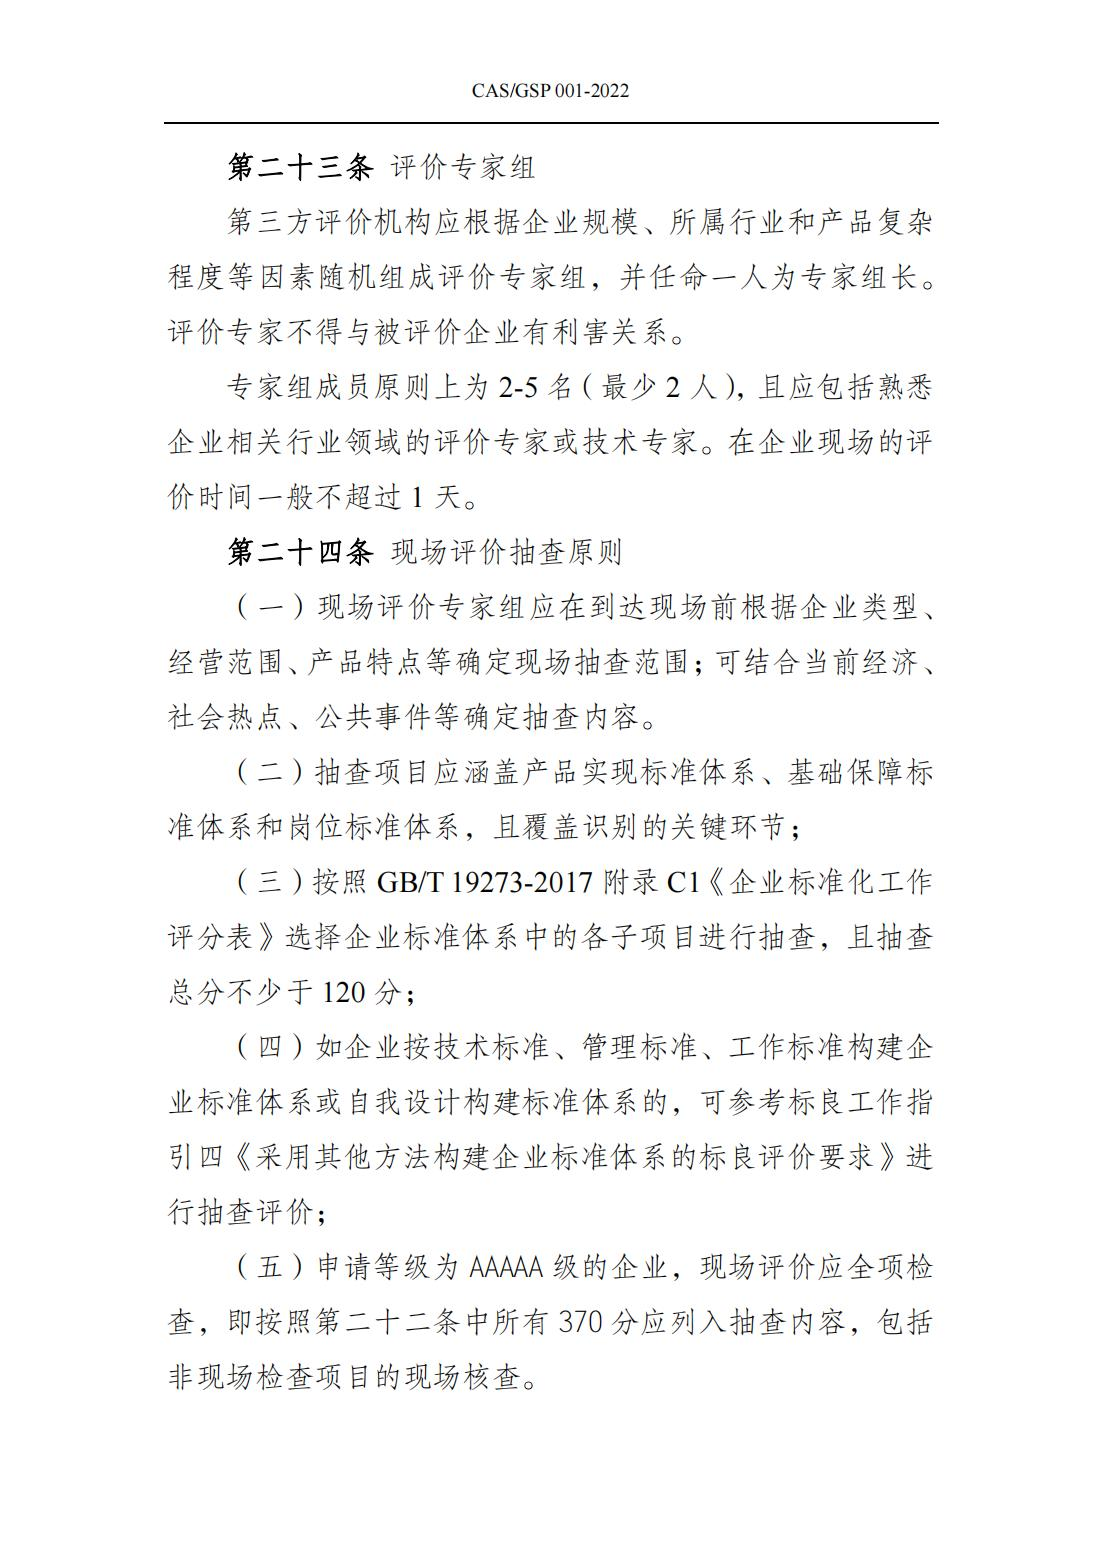 CAS/GSP 001-2022
第二十三条 评价专家组
第三方评价机构应根据企业规模、所属行业和产品复杂
程度等因素随机组成评价专家组，并任命一人为专家组长。
评价专家不得与被评价企业有利害关系。
专家组成员原则上为 2-5 名（最少 2 人），且应包括熟悉
企业相关行业领域的评价专家或技术专家。在企业现场的评
价时间一般不超过 1 天。
第二十四条 现场评价抽查原则
（一）现场评价专家组应在到达现场前根据企业类型、
经营范围、产品特点等确定现场抽查范围；可结合当前经济、
社会热点、公共事件等确定抽查内容。
（二）抽查项目应涵盖产品实现标准体系、基础保障标
准体系和岗位标准体系，且覆盖识别的关键环节；
（三）按照 GB/T 19273-2017 附录 C1《企业标准化工作
评分表》选择企业标准体系中的各子项目进行抽查，且抽查
总分不少于 120 分；
（四）如企业按技术标准、管理标准、工作标准构建企
业标准体系或自我设计构建标准体系的，可参考标良工作指
引四《采用其他方法构建企业标准体系的标良评价要求》进
行抽查评价；
（五）申请等级为 AAAAA 级的企业，现场评价应全项检
查，即按照第二十二条中所有 370 分应列入抽查内容，包括
非现场检查项目的现场核查。